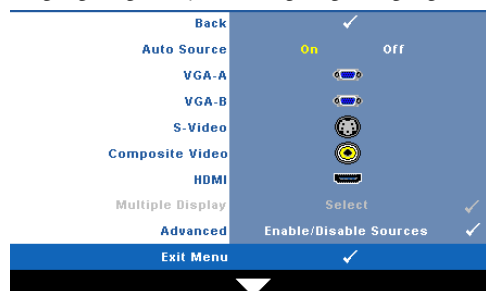 Back
Auto Source On Off
VGA-A
VGA-B
S-Video
Composite Video
HDMI
Multiple Display Select
Advanced Enable/Disable Sources
Exit Menu